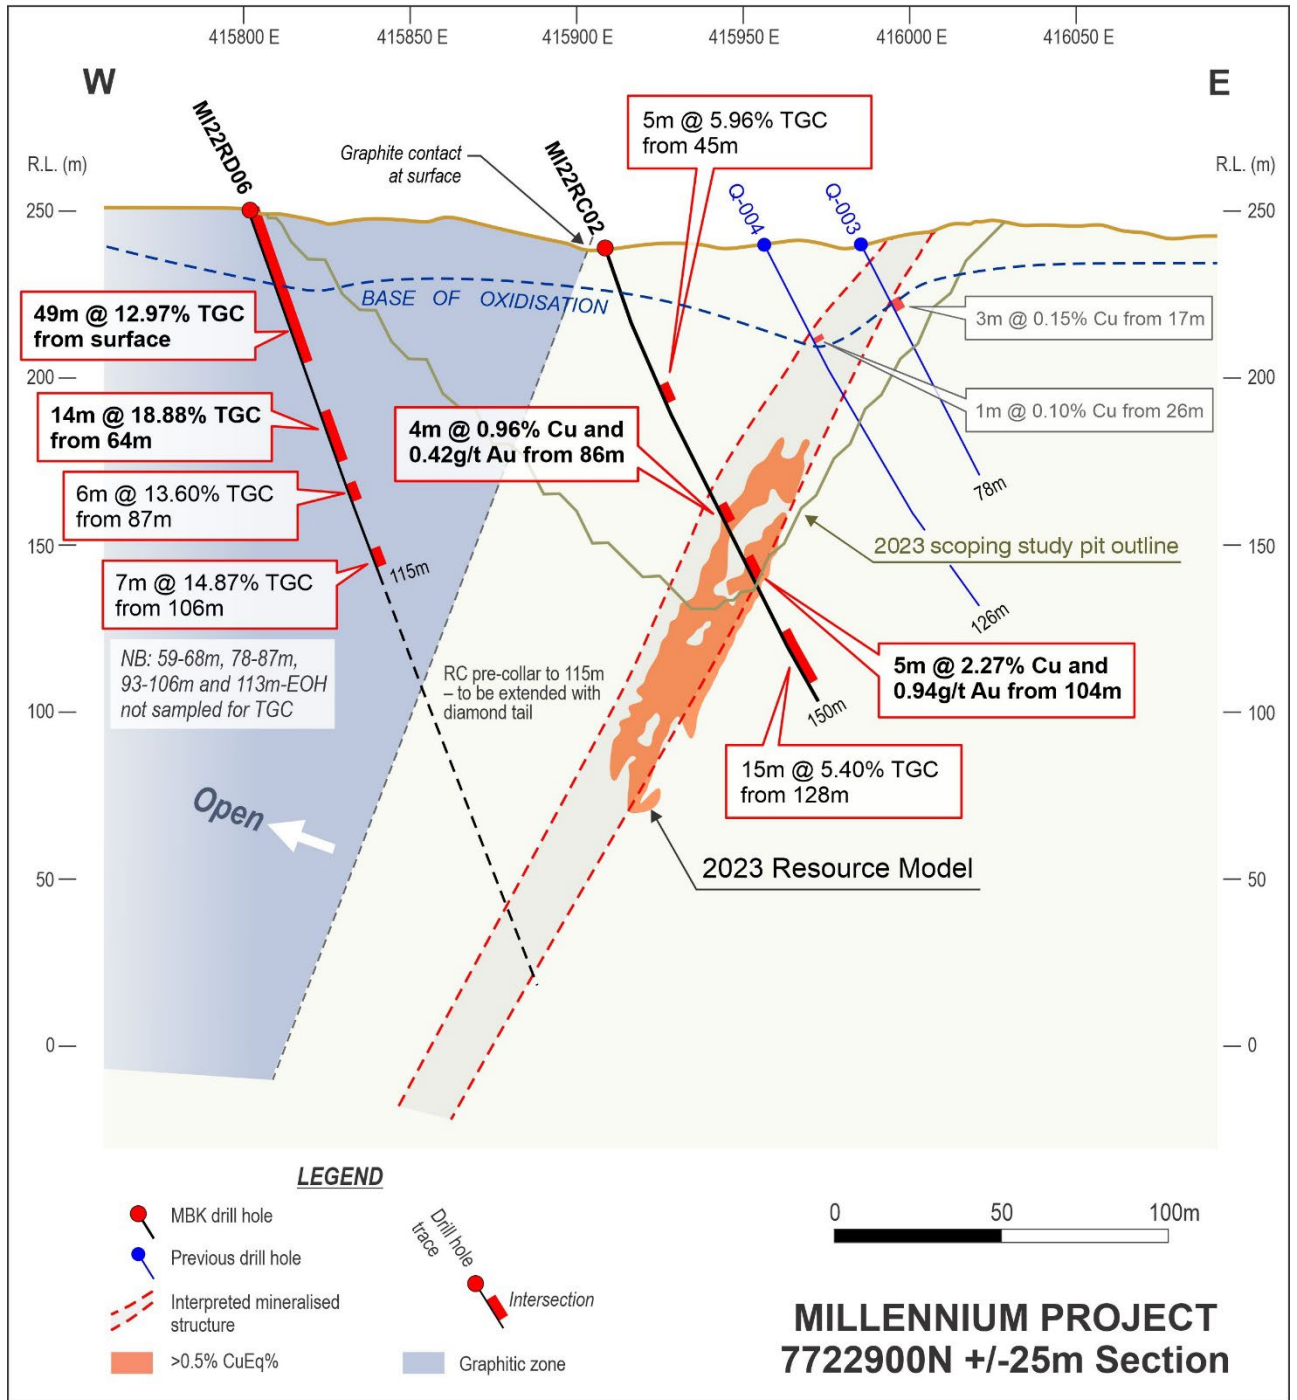 415800 E
415850 E
415900 E
415950 E
416000 E
416050 E
W
E
MI22RD06
Graphite contact
at surface
MI22RC02
5m @ 5.96% TGC
from 45m
Q-004
Q-003
R.L. (m)
R.L. (m)
250
250
BASE OF OXIDISATION
49m @ 12.97% TGC
from surface
3m @ 0.15% Cu from 17m
200
200
14m @ 18.88% TGC
from 64m
4m @ 0.96% Cu and
0.42g/t Au from 86m
1m @ 0.10% Cu from 26m
6m @ 13.60% TGC
from 87m
78m
150
150
2023 scoping study pit outline
7m @ 14.87% TGC
from 106m
115m
126m
NB: 59-68m, 78-87m,
93-106m and 113m-EOH
not sampled for TGC
RC pre-collar to 115m
– to be extended with
diamond tail
5m @ 2.27% Cu and
0.94g/t Au from 104m
100
100
150m
15m @ 5.40% TGC
from 128m
Open
2023 Resource Model
50
50
0
0
LEGEND
MBK drill hole
Previous drill hole
Interpreted mineralised
structure
>0.5% CuEq%
Drill hole
trace
Intersection
Graphitic zone
0
50
100m
MILLENNIUM PROJECT
7722900N +/-25m Section